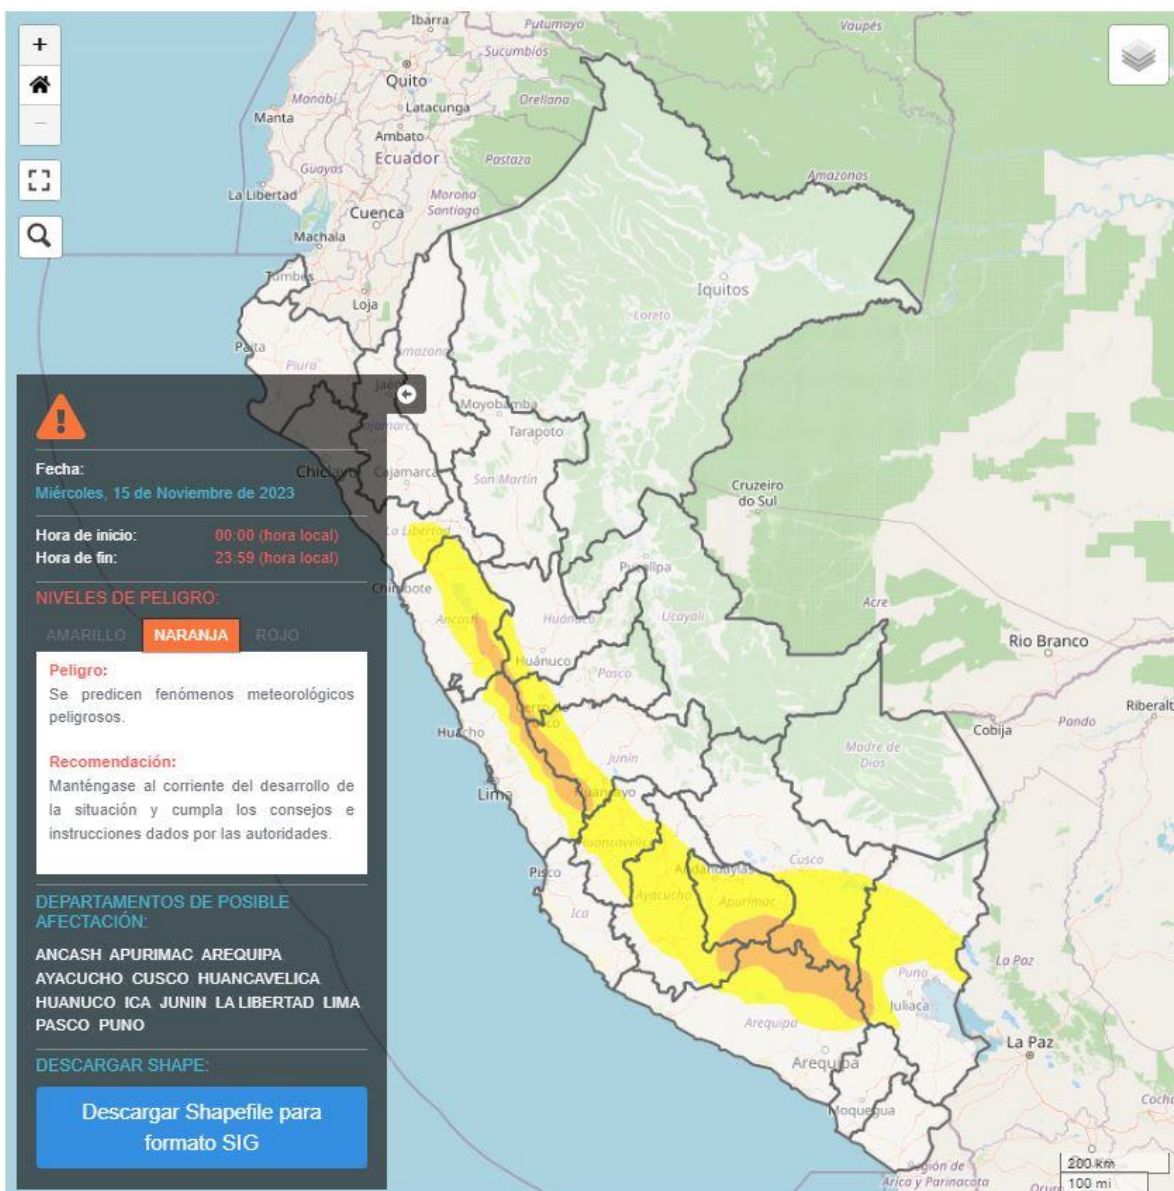 +
−
Ibarra
Putumayo
Vaupés
Sucumbíos
Quito
Manabí
Latacunga
Orellana
Manta
Ambato
Ecuador
Pastaza
Guayas
Morona
Santiago
Amazonas
La Libertad
Cuenca
Machala
Tumbes
Loja
Iquitos
Loreto
Paita
Piura
Amazonas
Jaén
Moyobamba
Tarapoto
Cajamarca
Cajamarca
San Martín
Cruzeiro
do Sul
La Libertad
Chimbote
Pucallpa
Ancash
Huánuco
Ucayali
Acre
Rio Branco
Huánuco
Pasco
Riberalt
Cobija
Pando
Huacho
Junín
Madre de
Dios
Lima
Huancayo
Huancavelica
Cusco
Pisco
Andahuaylas
Ayacucho
Apurímac
Ica
Puno
La Paz
Juliaca
Arequipa
La Paz
Arequipa
Moquegua
Cocha
Región de
Arica y Parinacota
Oruro
200 km
100 mi
Fecha:
Miércoles, 15 de Noviembre de 2023
Hora de inicio: 00:00 (hora local)
Hora de fin: 23:59 (hora local)
NIVELES DE PELIGRO:
AMARILLO NARANJA ROJO
Peligro:
Se predicen fenómenos meteorológicos
peligrosos.
Recomendación:
Manténgase al corriente del desarrollo de
la situación y cumpla los consejos e
instrucciones dados por las autoridades.
DEPARTAMENTOS DE POSIBLE
AFECTACIÓN:
ANCASH APURIMAC AREQUIPA
AYACUCHO CUSCO HUANCAVELICA
HUANUCO ICA JUNIN LA LIBERTAD LIMA
PASCO PUNO
DESCARGAR SHAPE:
Descargar Shapefile para
formato SIG